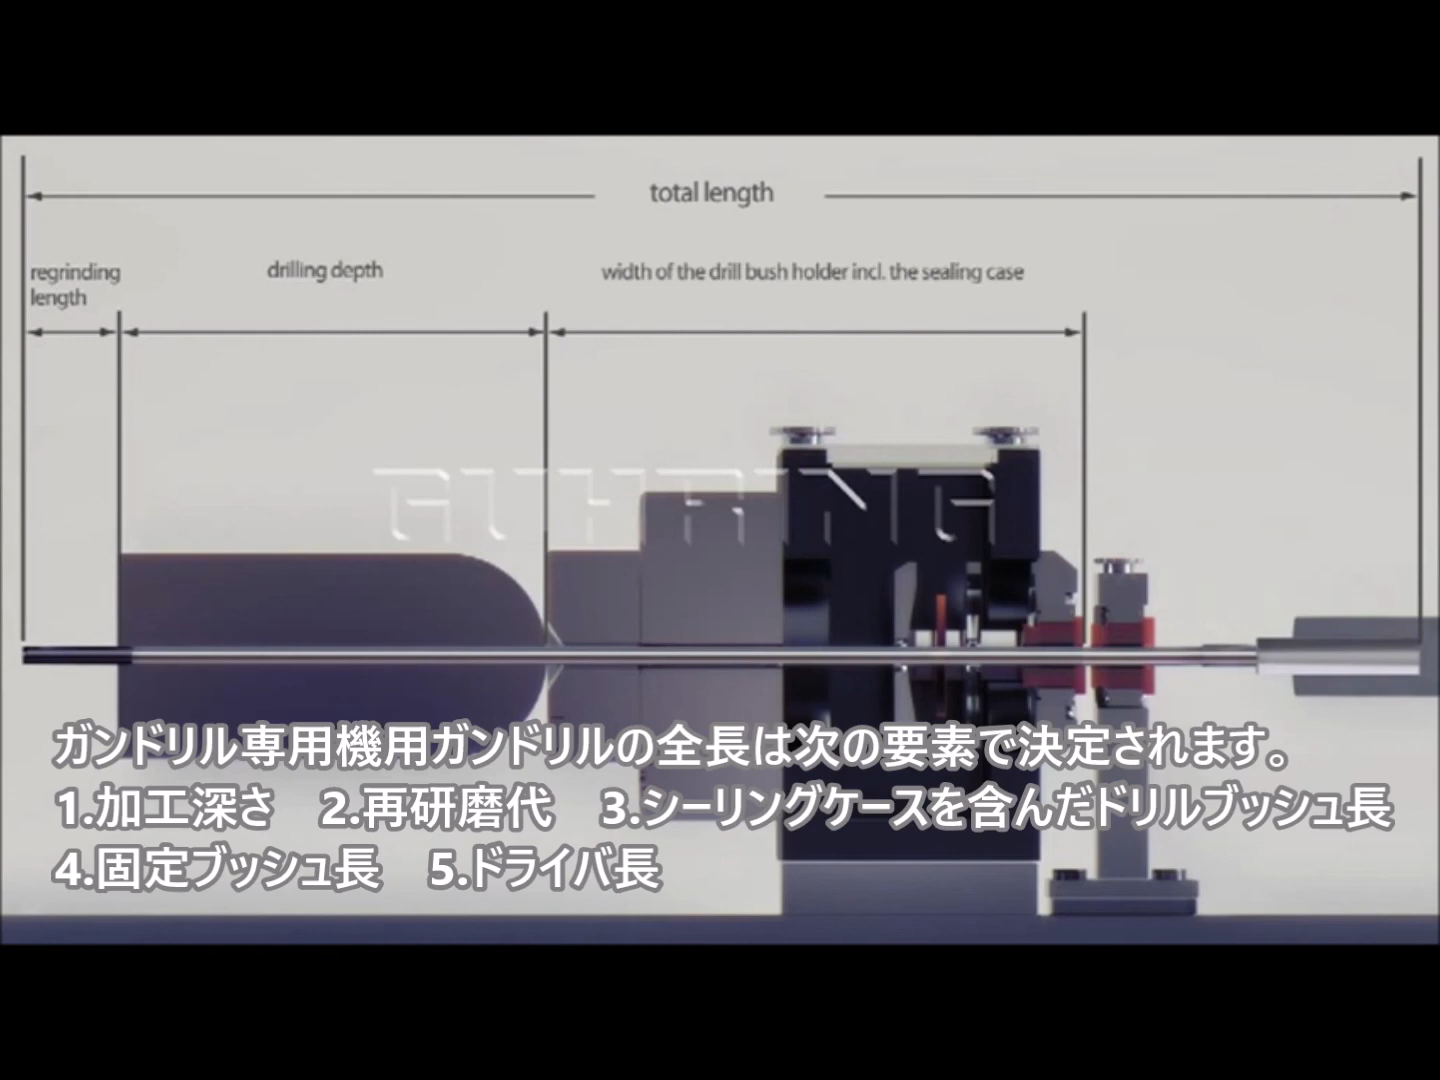 total length
regrinding
length
drilling depth
width of the drill bush holder incl. the sealing case
GUHRING
ガンドリル専用機用ガンドリルの全長は次の要素で決定されます。
1.加工深さ　2.再研磨代　3.シーリングケースを含んだドリルブッシュ長
4.固定ブッシュ長　5.ドライバ長